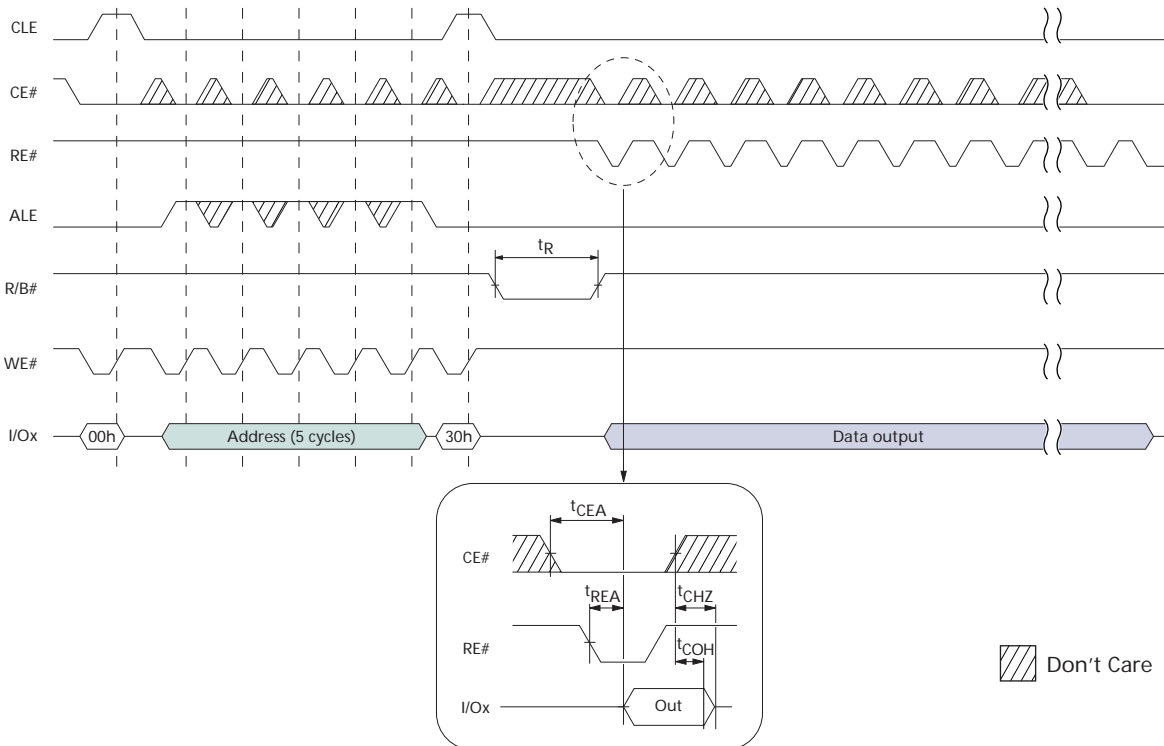 CLE
CE#
RE#
ALE
tR
R/B#
WE#
I/Ox
00h
Address (5 cycles)
30h
Data output
tCEA
CE#
tREA
tCHZ
RE#
tCOH
I/Ox
Out
Don't Care